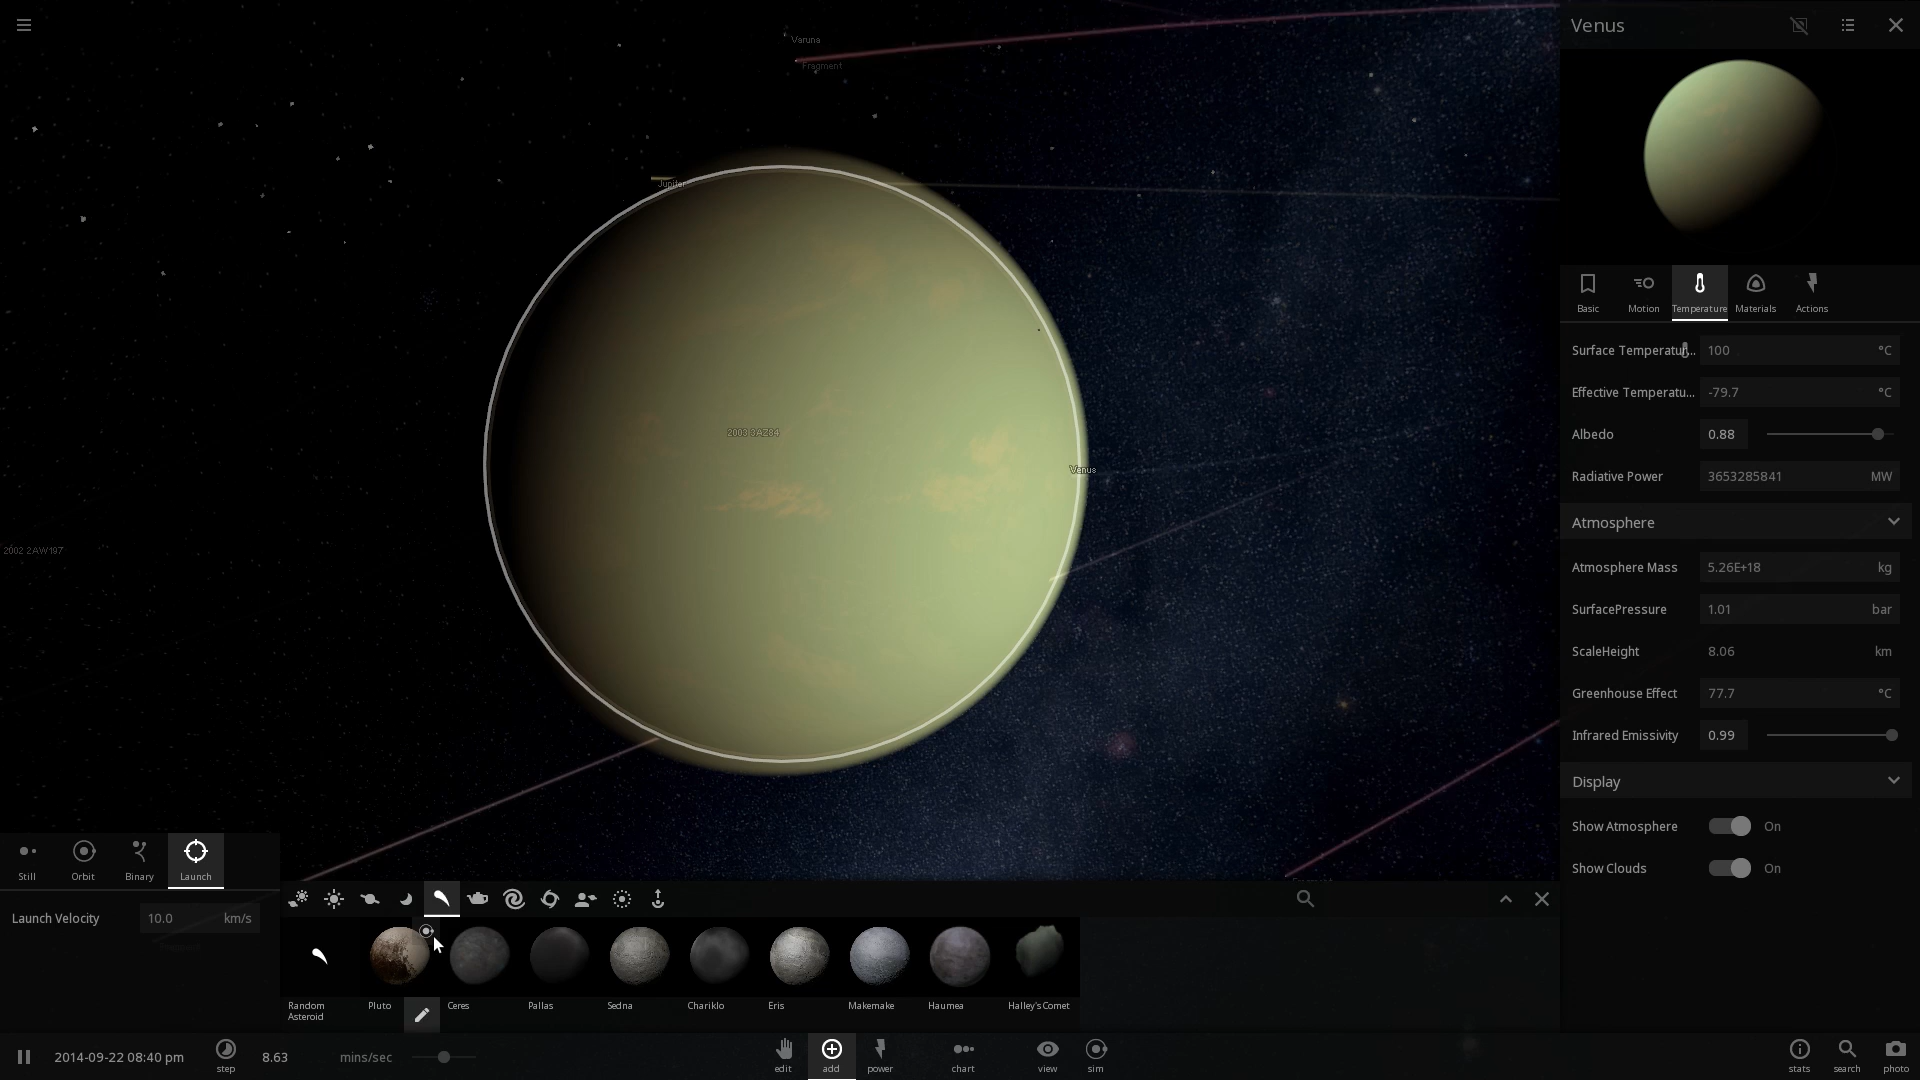 Venus
Varuna
Fragment
Jupiter
2003 3AZ84
Venus
2002 2AW197
Basic
Motion
Temperature
Materials
Actions
Surface Temperatur... 100 °C
Effective Temperatu... -79.7 °C
Albedo 0.88
Radiative Power 3653285841 MW
Atmosphere
Atmosphere Mass 5.26E+18 kg
SurfacePressure 1.01 bar
ScaleHeight 8.06 km
Greenhouse Effect 77.7 °C
Infrared Emissivity 0.99
Display
Show Atmosphere On
Show Clouds On
Still
Orbit
Binary
Launch
Launch Velocity 10.0 km/s
Fragment
Random
Asteroid
Pluto
Ceres
Pallas
Sedna
Chariklo
Eris
Makemake
Haumea
Halley's Comet
2014-09-22 08:40 pm
step
8.63 mins/sec
edit
add
power
chart
view
sim
stats
search
photo